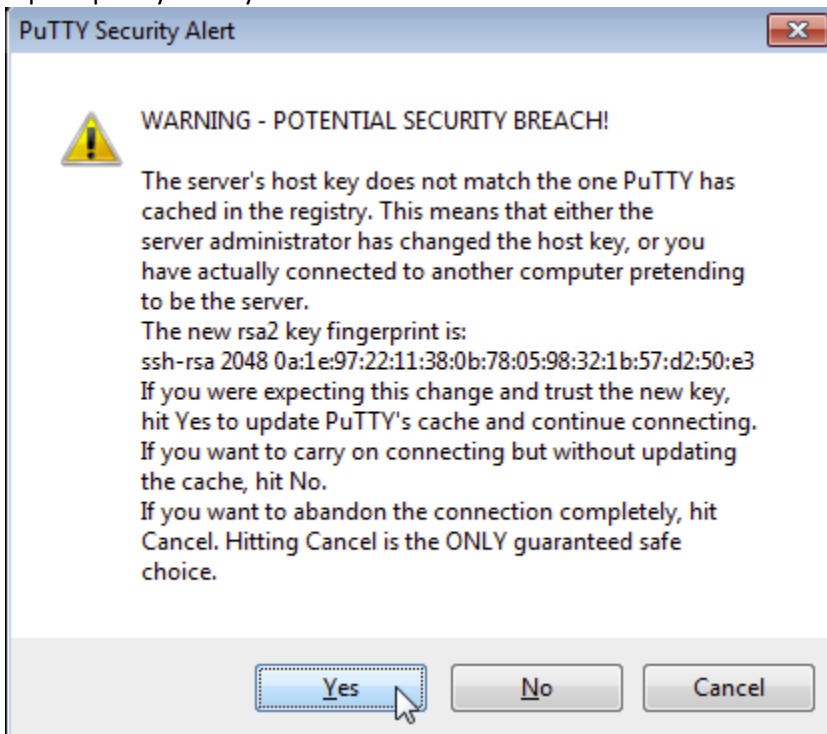 PuTTY Security Alert
WARNING - POTENTIAL SECURITY BREACH!
The server's host key does not match the one PuTTY has
cached in the registry. This means that either the
server administrator has changed the host key, or you
have actually connected to another computer pretending
to be the server.
The new rsa2 key fingerprint is:
ssh-rsa 2048 0a:1e:97:22:11:38:0b:78:05:98:32:1b:57:d2:50:e3
If you were expecting this change and trust the new key,
hit Yes to update PuTTY's cache and continue connecting.
If you want to carry on connecting but without updating
the cache, hit No.
If you want to abandon the connection completely, hit
Cancel. Hitting Cancel is the ONLY guaranteed safe
choice.
Yes No Cancel